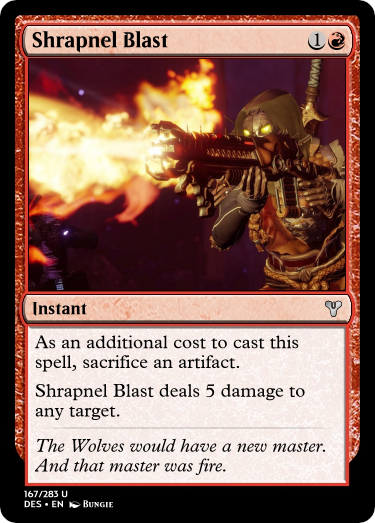 Shrapnel Blast 1
Instant
As an additional cost to cast this
spell, sacrifice an artifact.
Shrapnel Blast deals 5 damage to
any target.
The Wolves would have a new master.
And that master was fire.
167/283 U
DES • EN Bungie